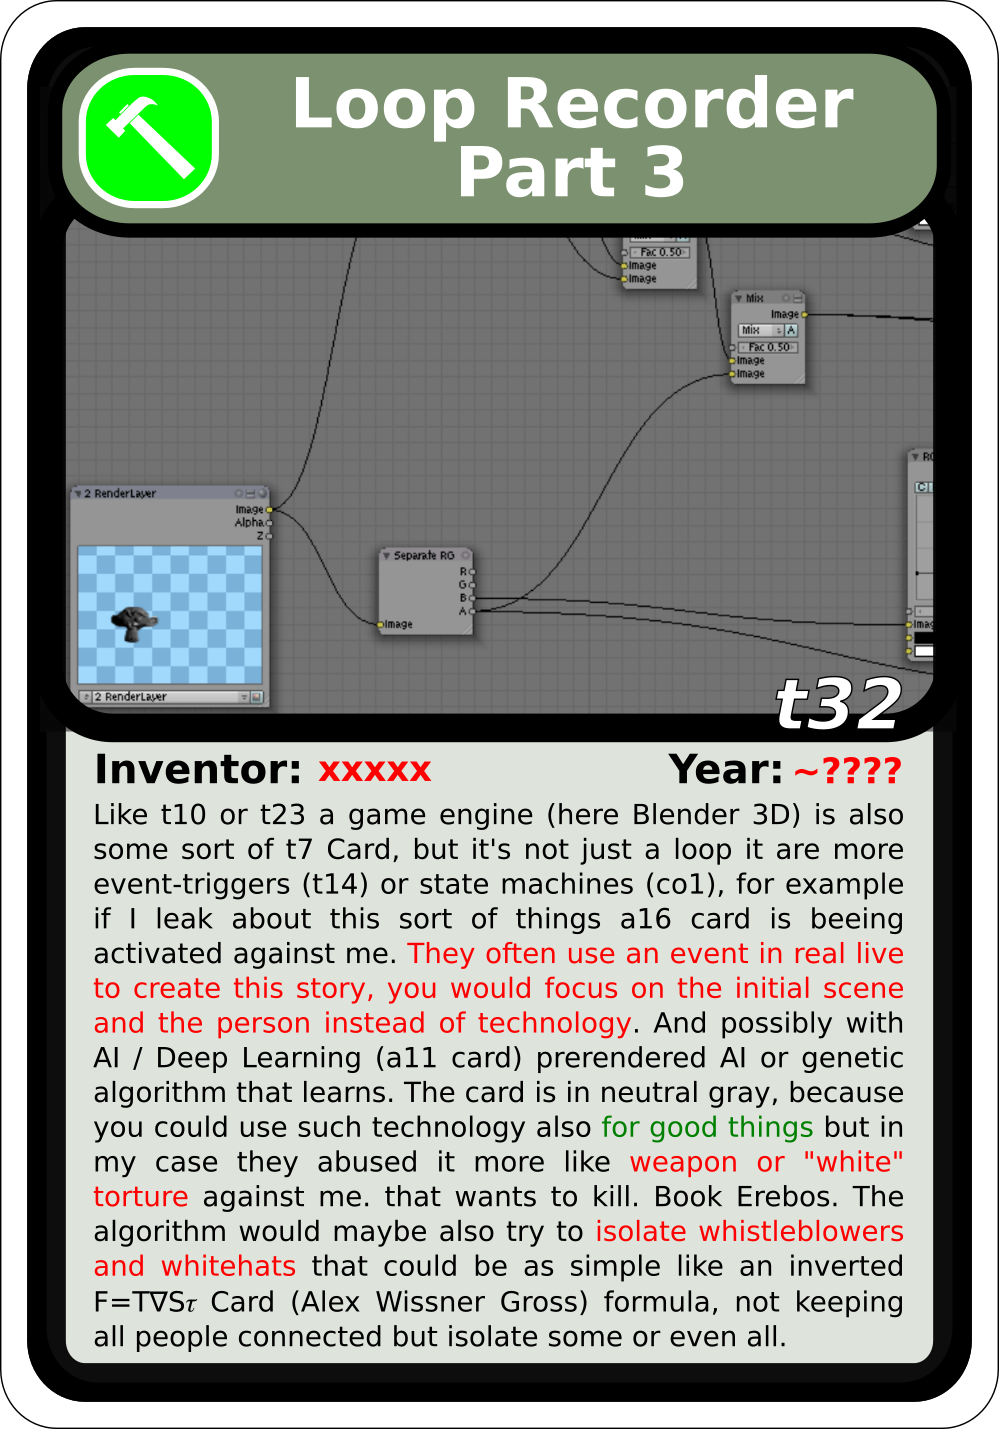 Loop Recorder
Part 3
Fac 0.50
Image
Image
Mix
Image
Mix
A
Fac 0.50
Image
Image
RG
2 RenderLayer
Image
Alpha
Z
Separate RG
R
G
B
A
Image
Imag
2 RenderLayer
t32
Inventor: xxxxx Year: ~????
Like t10 or t23 a game engine (here Blender 3D) is also
some sort of t7 Card, but it's not just a loop it are more
event-triggers (t14) or state machines (co1), for example
if I leak about this sort of things a16 card is beeing
activated against me. They often use an event in real live
to create this story, you would focus on the initial scene
and the person instead of technology. And possibly with
AI / Deep Learning (a11 card) prerendered AI or genetic
algorithm that learns. The card is in neutral gray, because
you could use such technology also for good things but in
my case they abused it more like weapon or "white"
torture against me. that wants to kill. Book Erebos. The
algorithm would maybe also try to isolate whistleblowers
and whitehats that could be as simple like an inverted
F=T∇Sτ Card (Alex Wissner Gross) formula, not keeping
all people connected but isolate some or even all.